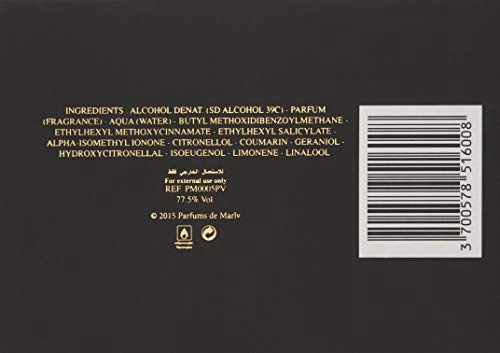 INGREDIENTS : ALCOHOL DENAT. (SD ALCOHOL 39C) - PARFUM
(FRAGRANCE) - AQUA (WATER) - BUTYL METHOXIDIBENZOYLMETHANE -
ETHYLHEXYL METHOXYCINNAMATE - ETHYLHEXYL SALICYLATE -
ALPHA-ISOMETHYL IONONE - CITRONELLOL - COUMARIN - GERANIOL -
HYDROXYCITRONELLAL - ISOEUGENOL - LIMONENE - LINALOOL
للاستعمال الخارجي فقط
For external use only
REF PM0005PV
77.5% Vol
© 2015 Parfums de Marly
3 700578 516008